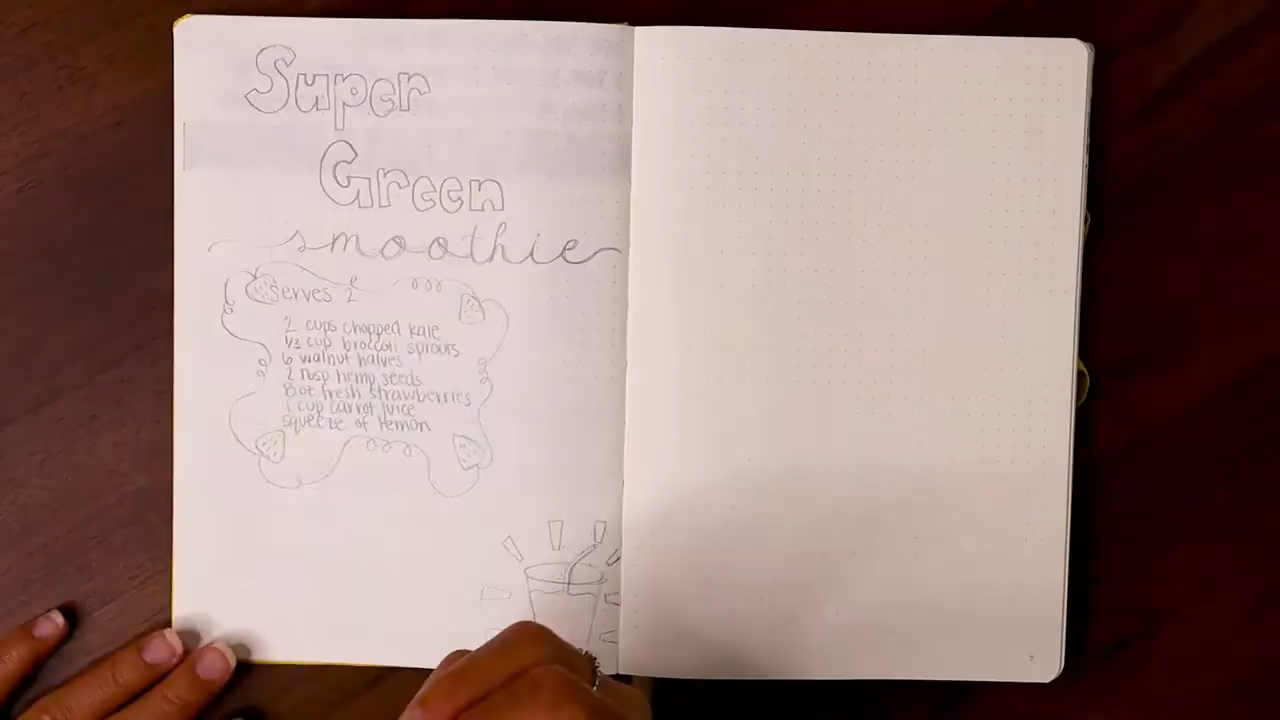 Super
Green
smoothie
Serves 2
2 cups chopped kale
1/3 cup broccoli sprouts
6 walnut halves
2 tbsp hemp seeds
8oz fresh strawberries
1 cup carrot juice
squeeze of lemon
7